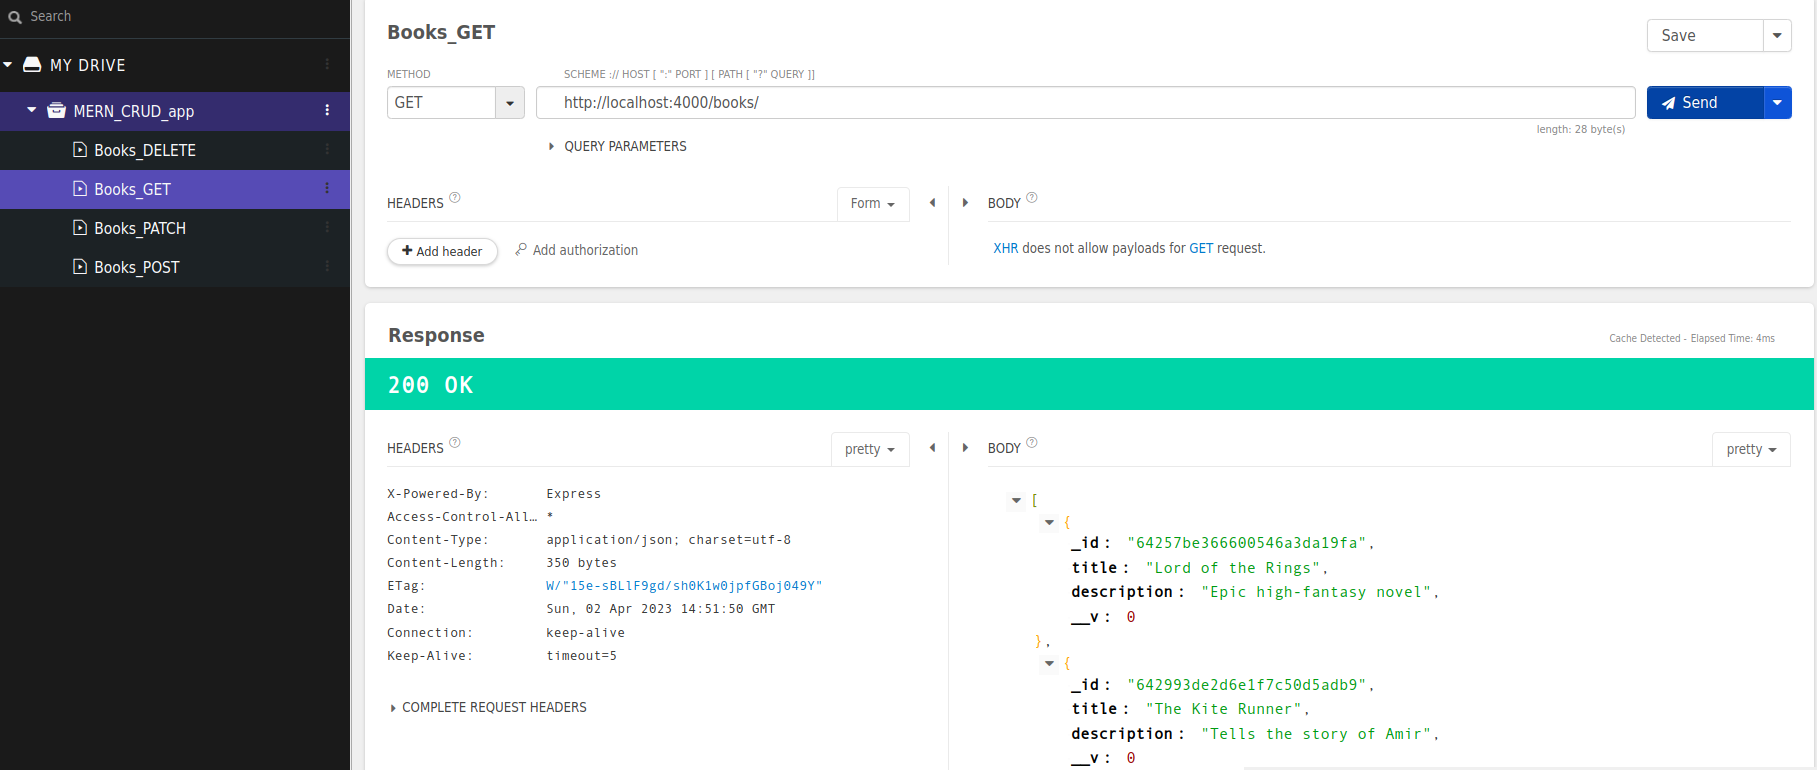 Search
MY DRIVE
MERN_CRUD_app
Books_DELETE
Books_GET
Books_PATCH
Books_POST
Books_GET
Save
METHOD
SCHEME :// HOST [ ":" PORT ] [ PATH [ "?" QUERY ]]
GET
http://localhost:4000/books/
Send
length: 28 byte(s)
QUERY PARAMETERS
HEADERS ?
Form
BODY ?
Add header
Add authorization
XHR does not allow payloads for GET request.
Response
Cache Detected - Elapsed Time: 4ms
200 OK
HEADERS ?
pretty
X-Powered-By: Express
Access-Control-All… *
Content-Type: application/json; charset=utf-8
Content-Length: 350 bytes
ETag: W/"15e-sBLlF9gd/sh0K1w0jpfGBoj049Y"
Date: Sun, 02 Apr 2023 14:51:50 GMT
Connection: keep-alive
Keep-Alive: timeout=5
COMPLETE REQUEST HEADERS
BODY ?
pretty
[
{
_id : "64257be366600546a3da19fa",
title : "Lord of the Rings",
description : "Epic high-fantasy novel",
__v : 0
},
{
_id : "642993de2d6e1f7c50d5adb9",
title : "The Kite Runner",
description : "Tells the story of Amir",
__v : 0